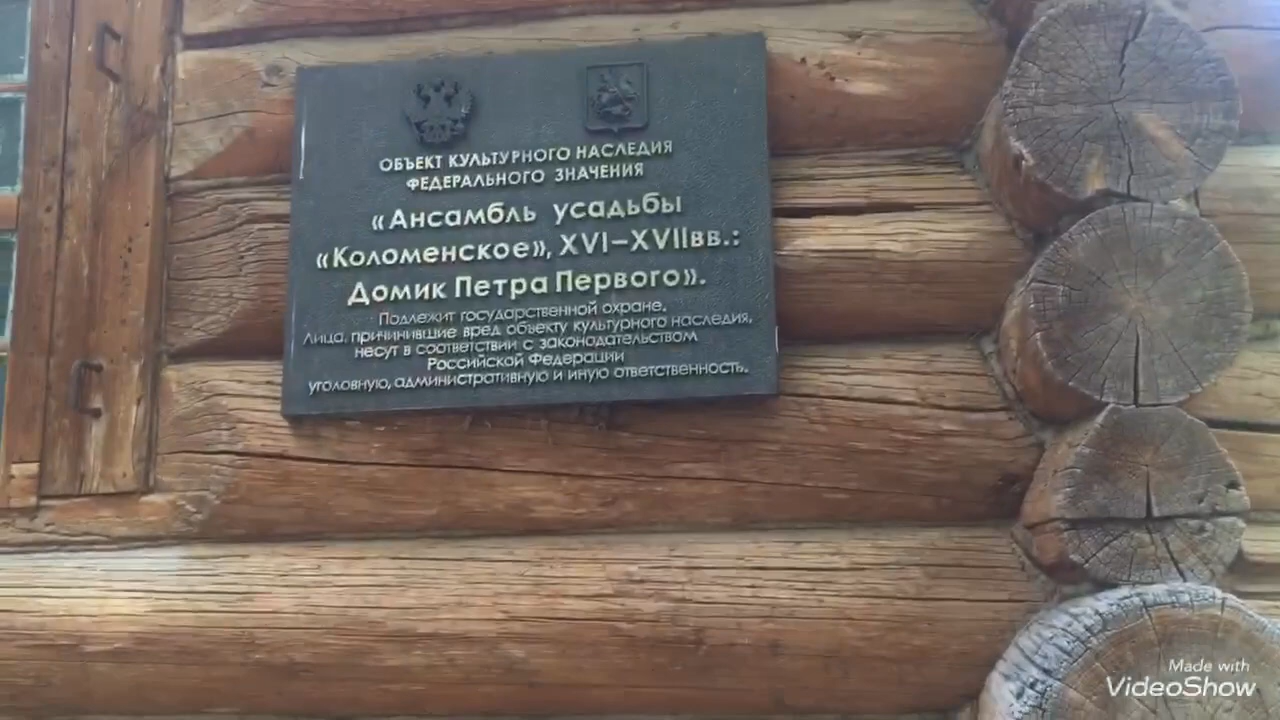 ОБЪЕКТ КУЛЬТУРНОГО НАСЛЕДИЯ
ФЕДЕРАЛЬНОГО ЗНАЧЕНИЯ
«Ансамбль усадьбы
«Коломенское», XVI–XVIIвв.:
Домик Петра Первого».
Подлежит государственной охране.
Лица, причинившие вред объекту культурного наследия,
несут в соответствии с законодательством
Российской Федерации
уголовную, административную и иную ответственность.
Made with
VideoShow